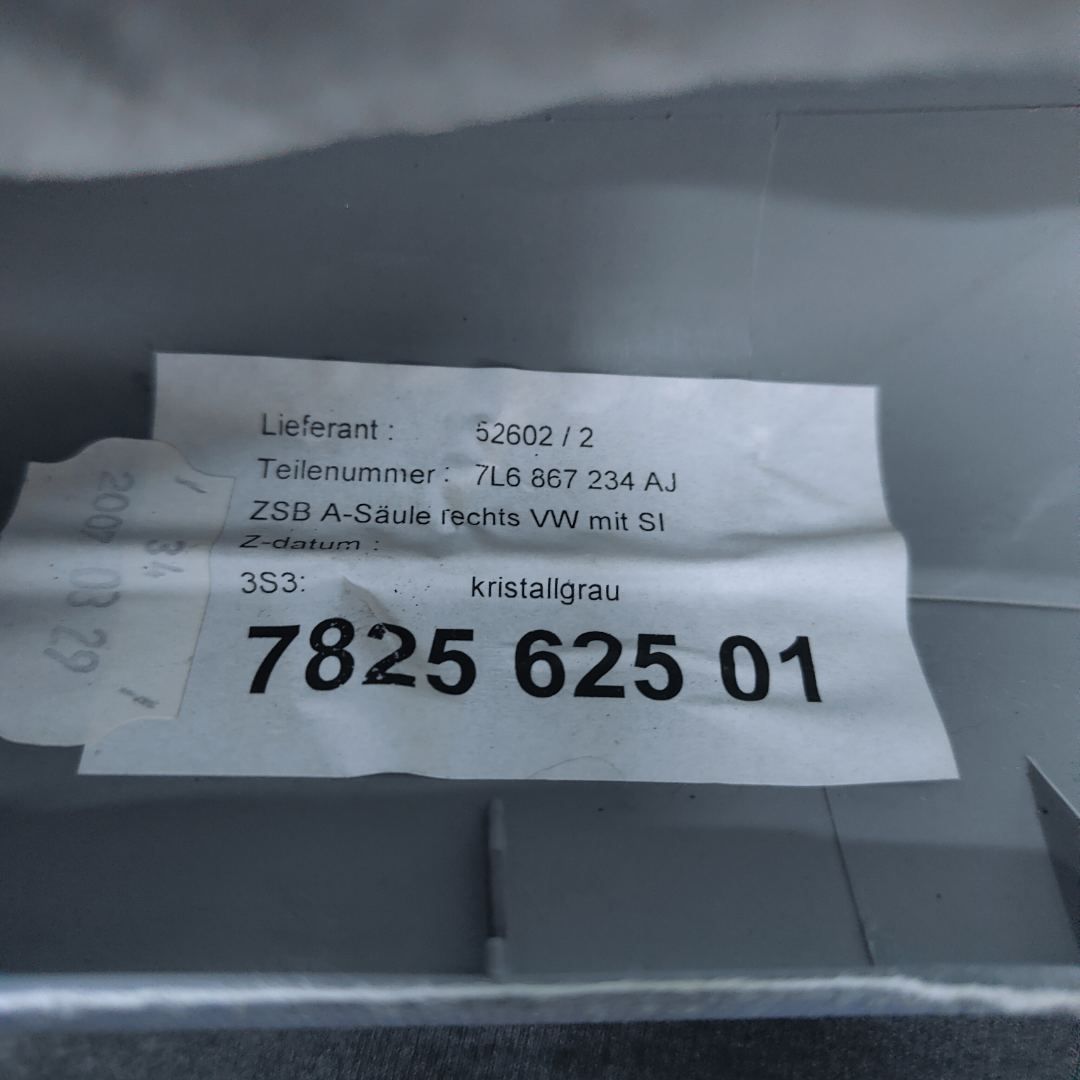 Lieferant : 52602 / 2
Teilenummer : 7L6 867 234 AJ
ZSB A-Säule rechts VW mit SI
Z-datum :
3S3: kristallgrau
7825 625 01
34
2007 03 29